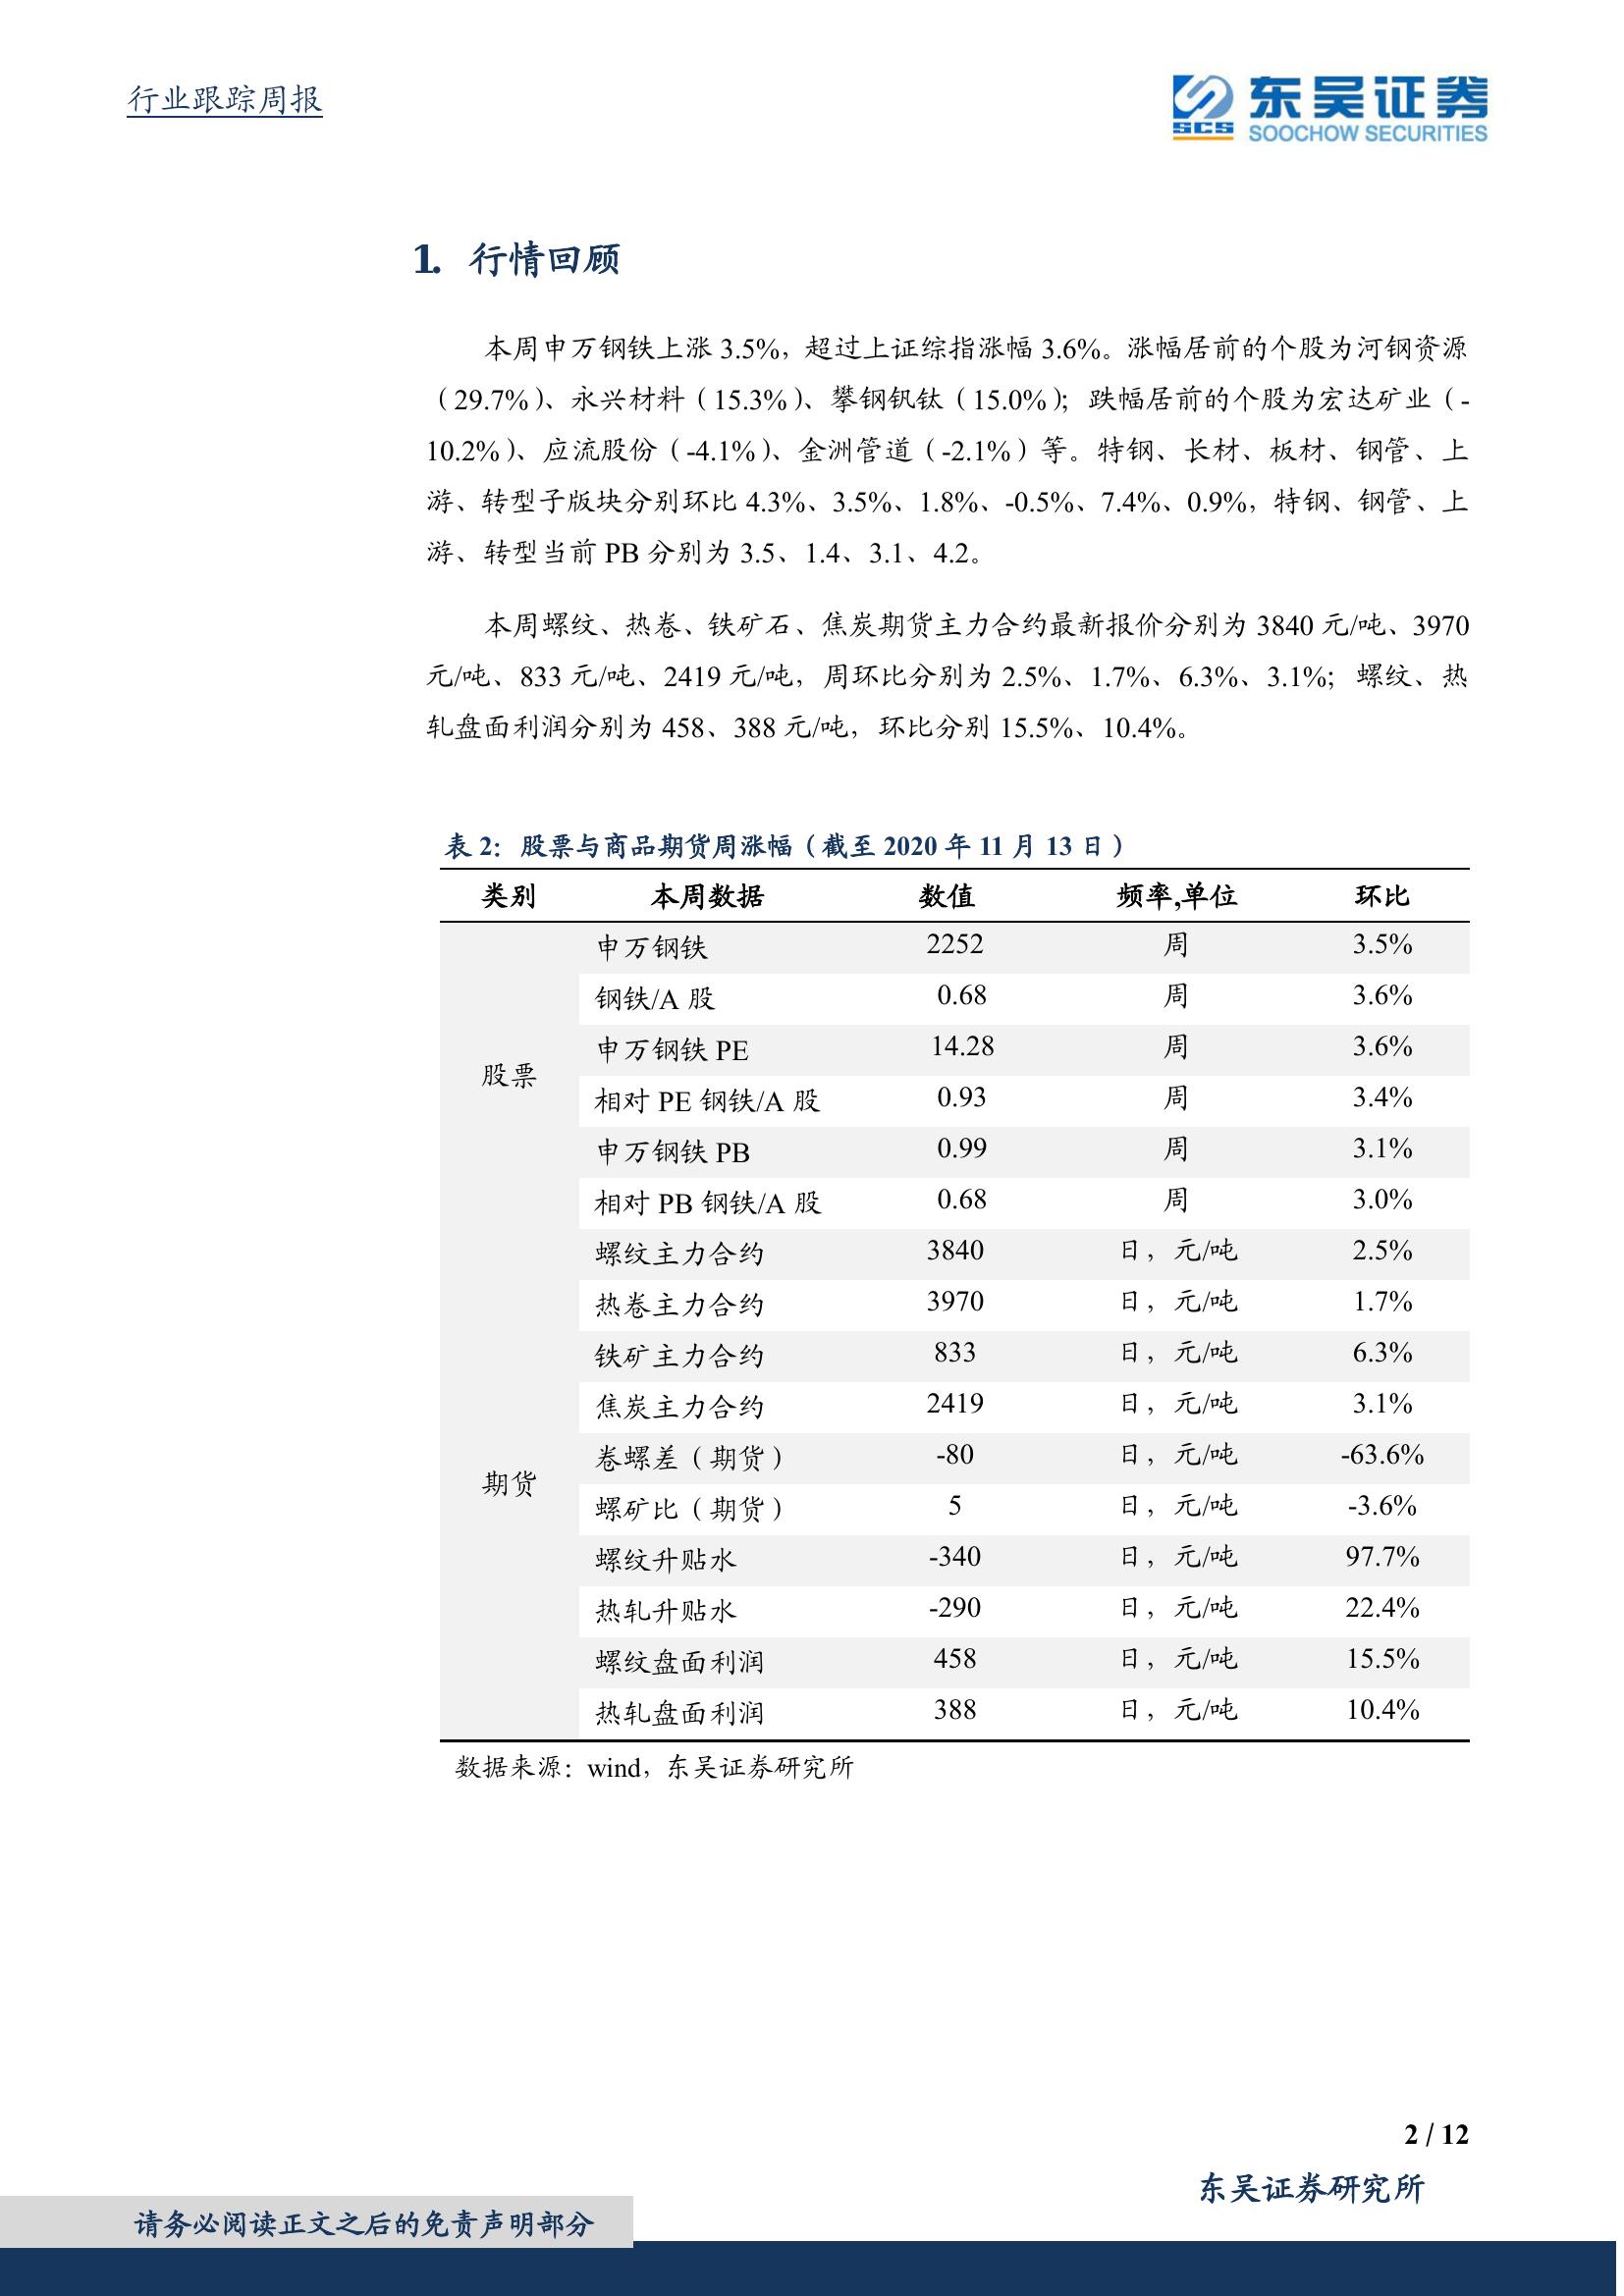 行业跟踪周报
SCS 东吴证券
SOOCHOW SECURITIES
1. 行情回顾
本周申万钢铁上涨 3.5%，超过上证综指涨幅 3.6%。涨幅居前的个股为河钢资源
（29.7%）、永兴材料（15.3%）、攀钢钒钛（15.0%）；跌幅居前的个股为宏达矿业（-
10.2%）、应流股份（-4.1%）、金洲管道（-2.1%）等。特钢、长材、板材、钢管、上
游、转型子版块分别环比 4.3%、3.5%、1.8%、-0.5%、7.4%、0.9%，特钢、钢管、上
游、转型当前 PB 分别为 3.5、1.4、3.1、4.2。
本周螺纹、热卷、铁矿石、焦炭期货主力合约最新报价分别为 3840 元/吨、3970
元/吨、833 元/吨、2419 元/吨，周环比分别为 2.5%、1.7%、6.3%、3.1%；螺纹、热
轧盘面利润分别为 458、388 元/吨，环比分别 15.5%、10.4%。
表 2：股票与商品期货周涨幅（截至 2020 年 11 月 13 日）
类别 本周数据 数值 频率,单位 环比
股票
申万钢铁 2252 周 3.5%
钢铁/A 股 0.68 周 3.6%
申万钢铁 PE 14.28 周 3.6%
相对 PE 钢铁/A 股 0.93 周 3.4%
申万钢铁 PB 0.99 周 3.1%
相对 PB 钢铁/A 股 0.68 周 3.0%
期货
螺纹主力合约 3840 日，元/吨 2.5%
热卷主力合约 3970 日，元/吨 1.7%
铁矿主力合约 833 日，元/吨 6.3%
焦炭主力合约 2419 日，元/吨 3.1%
卷螺差（期货） -80 日，元/吨 -63.6%
螺矿比（期货） 5 日，元/吨 -3.6%
螺纹升贴水 -340 日，元/吨 97.7%
热轧升贴水 -290 日，元/吨 22.4%
螺纹盘面利润 458 日，元/吨 15.5%
热轧盘面利润 388 日，元/吨 10.4%
数据来源：wind，东吴证券研究所
2 / 12
东吴证券研究所
请务必阅读正文之后的免责声明部分